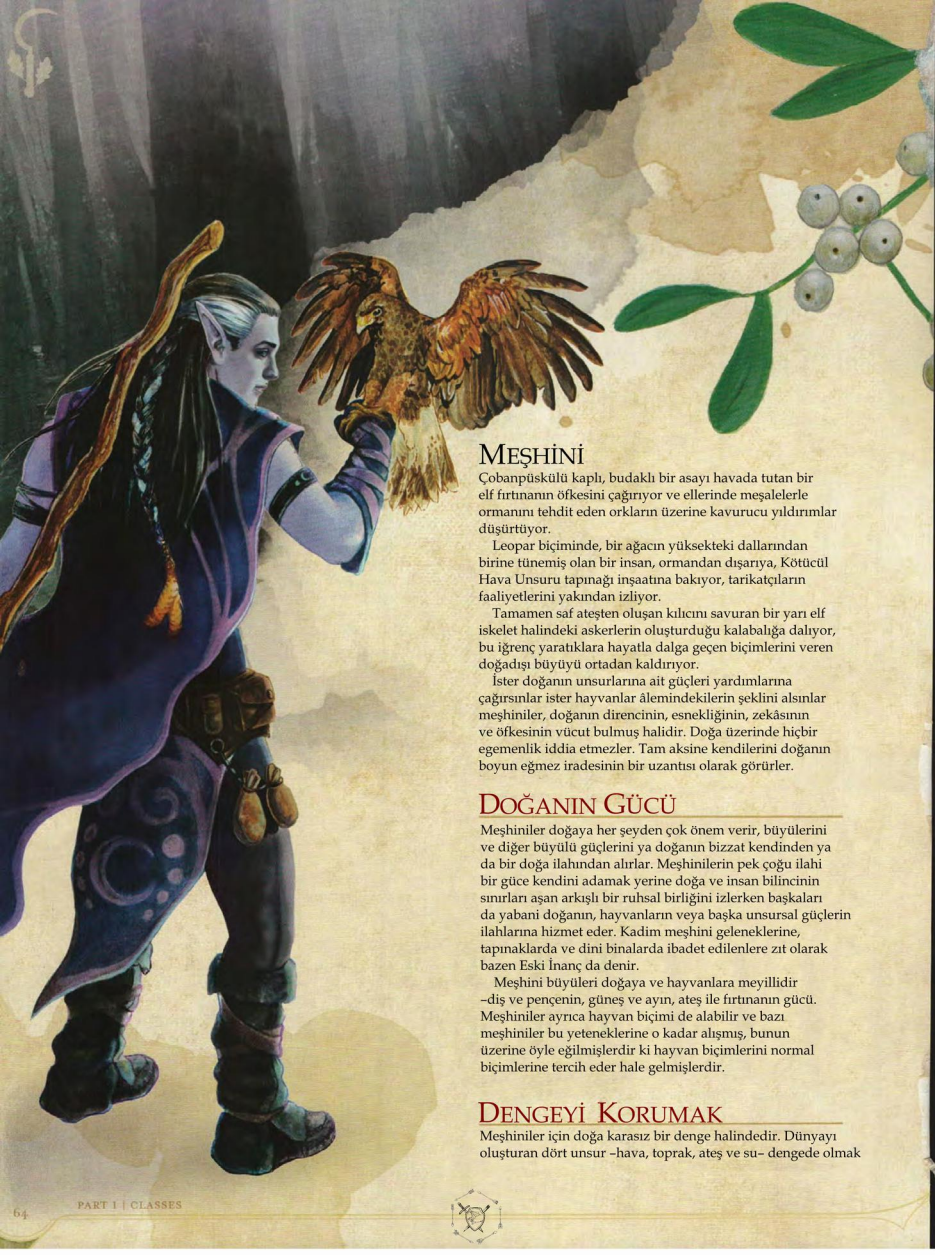 MEŞHİNİ
Çobanpüskülü kaplı, budaklı bir asayı havada tutan bir
elf fırtınanın öfkesini çağırıyor ve ellerinde meşalelerle
ormanını tehdit eden orkların üzerine kavurucu yıldırımlar
düşürtüyor.
Leopar biçiminde, bir ağacın yüksekteki dallarından
birine tünemiş olan bir insan, ormandan dışarıya, Kötücül
Hava Unsuru tapınağı inşaatına bakıyor, tarikatçıların
faaliyetlerini yakından izliyor.
Tamamen saf ateşten oluşan kılıcını savuran bir yarı elf
iskelet halindeki askerlerin oluşturduğu kalabalığa dalıyor,
bu iğrenç yaratıklara hayatla dalga geçen biçimlerini veren
doğadışı büyüyü ortadan kaldırıyor.
İster doğanın unsurlarına ait güçleri yardımlarına
çağırsınlar ister hayvanlar âlemindekilerin şeklini alsınlar
meşhiniler, doğanın direncinin, esnekliğinin, zekâsının
ve öfkesinin vücut bulmuş halidir. Doğa üzerinde hiçbir
egemenlik iddia etmezler. Tam aksine kendilerini doğanın
boyun eğmez iradesinin bir uzantısı olarak görürler.
DOĞANIN GÜCÜ
Meşhiniler doğaya her şeyden çok önem verir, büyülerini
ve diğer büyülü güçlerini ya doğanın bizzat kendinden ya
da bir doğa ilahından alırlar. Meşhinilerin pek çoğu ilahi
bir güce kendini adamak yerine doğa ve insan bilincinin
sınırları aşan arkışlı bir ruhsal birliğini izlerken başkaları
da yabani doğanın, hayvanların veya başka unsursal güçlerin
ilahlarına hizmet eder. Kadim meşhini geleneklerine,
tapınaklarda ve dini binalarda ibadet edilenlere zıt olarak
bazen Eski İnanç da denir.
Meşhini büyüleri doğaya ve hayvanlara meyillidir
–diş ve pençenin, güneş ve ayın, ateş ile fırtınanın gücü.
Meşhiniler ayrıca hayvan biçimi de alabilir ve bazı
meşhiniler bu yeteneklerine o kadar alışmış, bunun
üzerine öyle eğilmişlerdir ki hayvan biçimlerini normal
biçimlerine tercih eder hale gelmişlerdir.
DENGEYİ KORUMAK
Meşhiniler için doğa karasız bir denge halindedir. Dünyayı
oluşturan dört unsur –hava, toprak, ateş ve su– dengede olmak
64
PART 1 | CLASSES